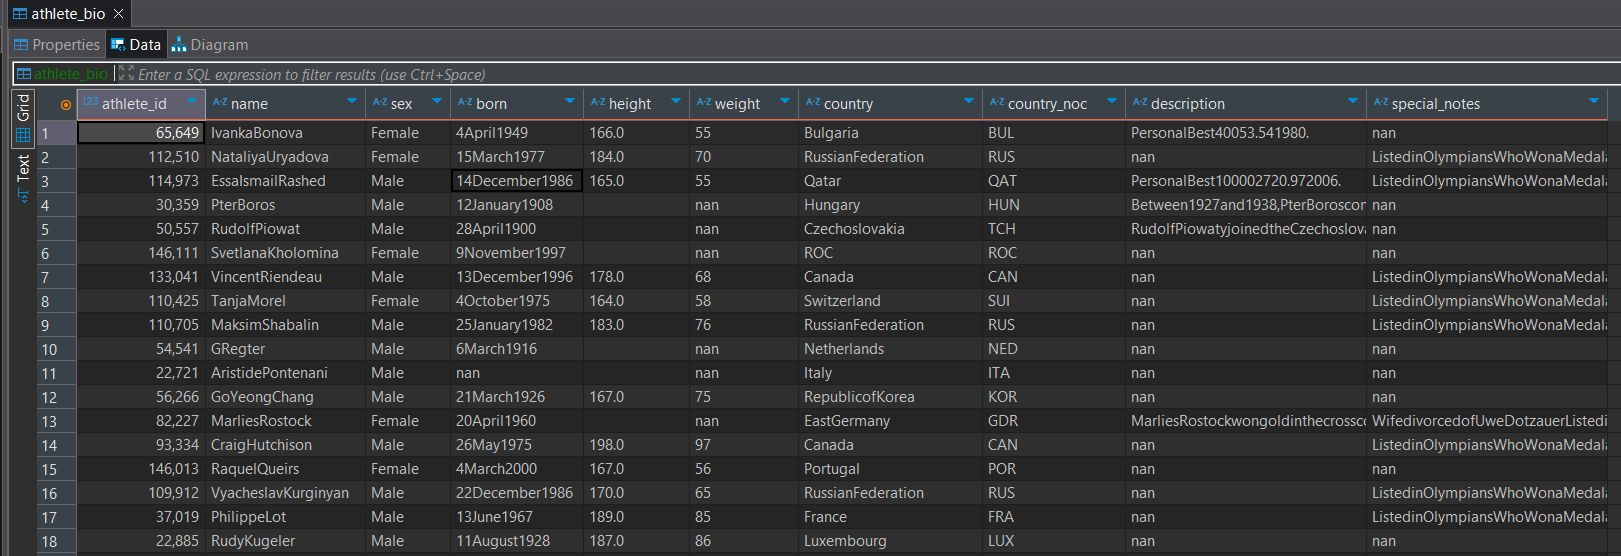 athlete_bio
Properties Data Diagram
athlete_bio Enter a SQL expression to filter results (use Ctrl+Space)
Grid
Text
123 athlete_id A-Z name A-Z sex A-Z born A-Z height A-Z weight A-Z country A-Z country_noc A-Z description A-Z special_notes
1 65,649 IvankaBonova Female 4April1949 166.0 55 Bulgaria BUL PersonalBest40053.541980. nan
2 112,510 NataliyaUryadova Female 15March1977 184.0 70 RussianFederation RUS nan ListedinOlympiansWhoWonaMedala
3 114,973 EssaIsmailRashed Male 14December1986 165.0 55 Qatar QAT PersonalBest100002720.972006. ListedinOlympiansWhoWonaMedala
4 30,359 PterBoros Male 12January1908 nan Hungary HUN Between1927and1938,PterBoroscon nan
5 50,557 RudolfPiowat Male 28April1900 nan Czechoslovakia TCH RudolfPiowatyjoinedtheCzechoslova nan
6 146,111 SvetlanaKholomina Female 9November1997 nan ROC ROC nan nan
7 133,041 VincentRiendeau Male 13December1996 178.0 68 Canada CAN nan ListedinOlympiansWhoWonaMedala
8 110,425 TanjaMorel Female 4October1975 164.0 58 Switzerland SUI nan ListedinOlympiansWhoWonaMedala
9 110,705 MaksimShabalin Male 25January1982 183.0 76 RussianFederation RUS nan ListedinOlympiansWhoWonaMedala
10 54,541 GRegter Male 6March1916 nan Netherlands NED nan nan
11 22,721 AristidePontenani Male nan nan Italy ITA nan nan
12 56,266 GoYeongChang Male 21March1926 167.0 75 RepublicofKorea KOR nan nan
13 82,227 MarliesRostock Female 20April1960 nan EastGermany GDR MarliesRostockwongoldinthecrossco WifedivorcedofUweDotzauerListedi
14 93,334 CraigHutchison Male 26May1975 198.0 97 Canada CAN nan ListedinOlympiansWhoWonaMedala
15 146,013 RaquelQueirs Female 4March2000 167.0 56 Portugal POR nan nan
16 109,912 VyacheslavKurginyan Male 22December1986 170.0 65 RussianFederation RUS nan ListedinOlympiansWhoWonaMedala
17 37,019 PhilippeLot Male 13June1967 189.0 85 France FRA nan ListedinOlympiansWhoWonaMedala
18 22,885 RudyKugeler Male 11August1928 187.0 86 Luxembourg LUX nan nan